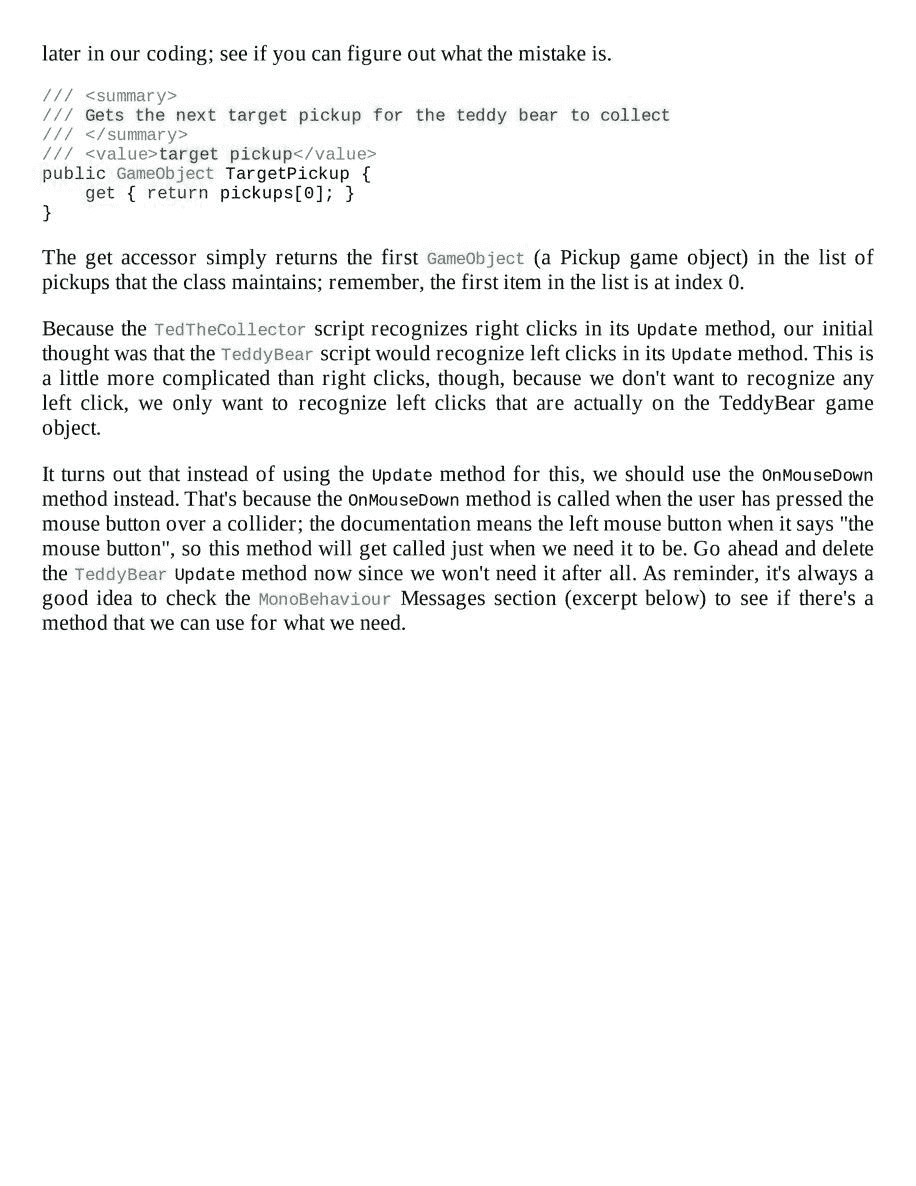 later in our coding; see if you can figure out what the mistake is.
/// <summary>
/// Gets the next target pickup for the teddy bear to collect
/// </summary>
/// <value>target pickup</value>
public GameObject TargetPickup {
    get { return pickups[0]; }
}
The get accessor simply returns the first GameObject (a Pickup game object) in the list of
pickups that the class maintains; remember, the first item in the list is at index 0.
Because the TedTheCollector script recognizes right clicks in its Update method, our initial
thought was that the TeddyBear script would recognize left clicks in its Update method. This is
a little more complicated than right clicks, though, because we don't want to recognize any
left click, we only want to recognize left clicks that are actually on the TeddyBear game
object.
It turns out that instead of using the Update method for this, we should use the OnMouseDown
method instead. That's because the OnMouseDown method is called when the user has pressed the
mouse button over a collider; the documentation means the left mouse button when it says "the
mouse button", so this method will get called just when we need it to be. Go ahead and delete
the TeddyBear Update method now since we won't need it after all. As reminder, it's always a
good idea to check the MonoBehaviour Messages section (excerpt below) to see if there's a
method that we can use for what we need.